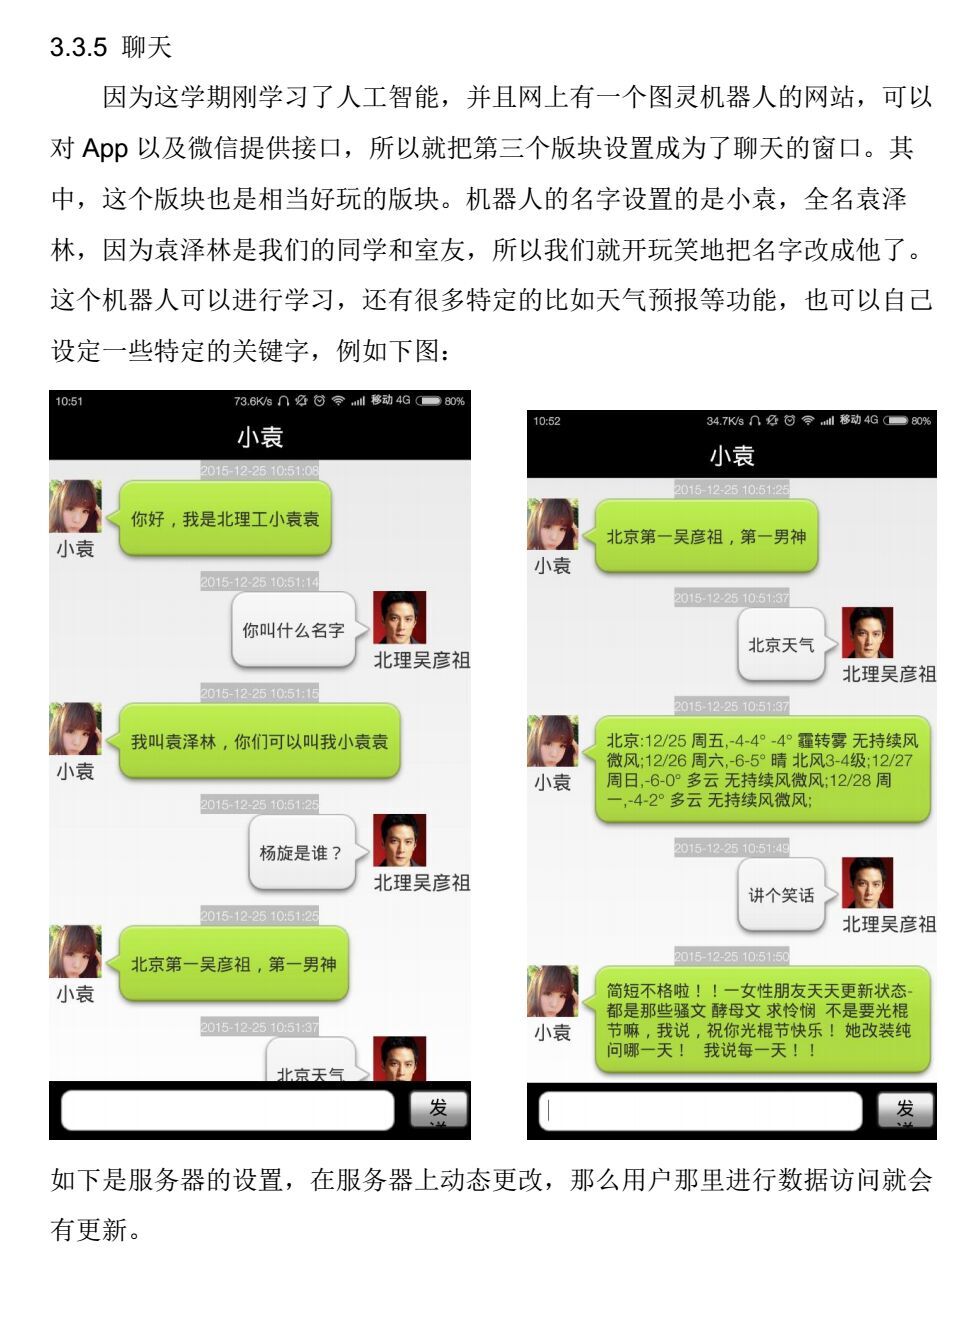 3.3.5 聊天
因为这学期刚学习了人工智能，并且网上有一个图灵机器人的网站，可以
对 App 以及微信提供接口，所以就把第三个版块设置成为了聊天的窗口。其
中，这个版块也是相当好玩的版块。机器人的名字设置的是小袁，全名袁泽
林，因为袁泽林是我们的同学和室友，所以我们就开玩笑地把名字改成他了。
这个机器人可以进行学习，还有很多特定的比如天气预报等功能，也可以自己
设定一些特定的关键字，例如下图：
10:51
73.6K/s 移动 4G 80%
小袁
2015-12-25 10:51:08
你好，我是北理工小袁袁
小袁
2015-12-25 10:51:14
你叫什么名字
北理吴彦祖
2015-12-25 10:51:15
我叫袁泽林，你们可以叫我小袁袁
小袁
2015-12-25 10:51:25
杨旋是谁？
北理吴彦祖
2015-12-25 10:51:25
北京第一吴彦祖，第一男神
小袁
2015-12-25 10:51:37
北京天气
发送
10:52
34.7K/s 移动 4G 80%
小袁
2015-12-25 10:51:25
北京第一吴彦祖，第一男神
小袁
2015-12-25 10:51:37
北京天气
北理吴彦祖
2015-12-25 10:51:37
北京:12/25 周五,-4-4° -4° 霾转雾 无持续风
微风;12/26 周六,-6-5° 晴 北风3-4级;12/27
周日,-6-0° 多云 无持续风微风;12/28 周
一,-4-2° 多云 无持续风微风;
小袁
2015-12-25 10:51:49
讲个笑话
北理吴彦祖
2015-12-25 10:51:50
简短不格啦！！一女性朋友天天更新状态-
都是那些骚文 酵母文 求怜悯 不是要光棍
节嘛，我说，祝你光棍节快乐！ 她改装纯
问哪一天！ 我说每一天！！
小袁
发送
如下是服务器的设置，在服务器上动态更改，那么用户那里进行数据访问就会
有更新。